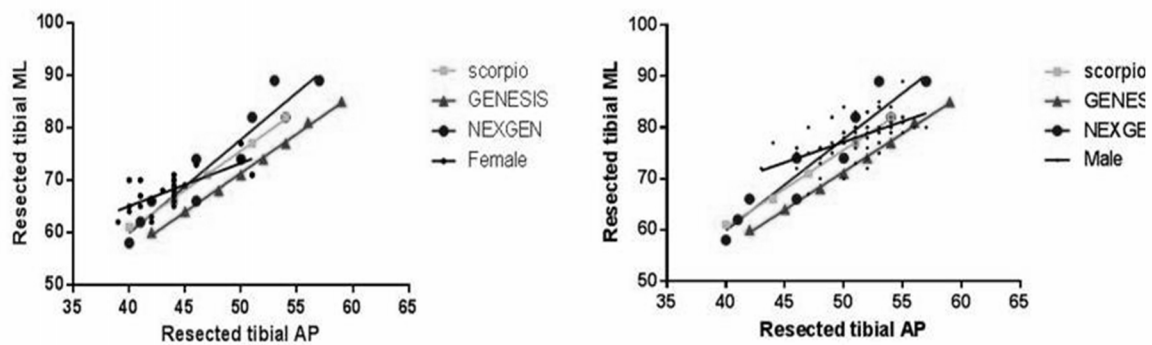 Resected tibial ML
100
90
80
70
60
50
35 40 45 50 55 60 65
Resected tibial AP
scorpio
GENESIS
NEXGEN
Female
Resected tibial ML
100
90
80
70
60
50
35 40 45 50 55 60 65
Resected tibial AP
scorpio
GENES
NEXGE
Male